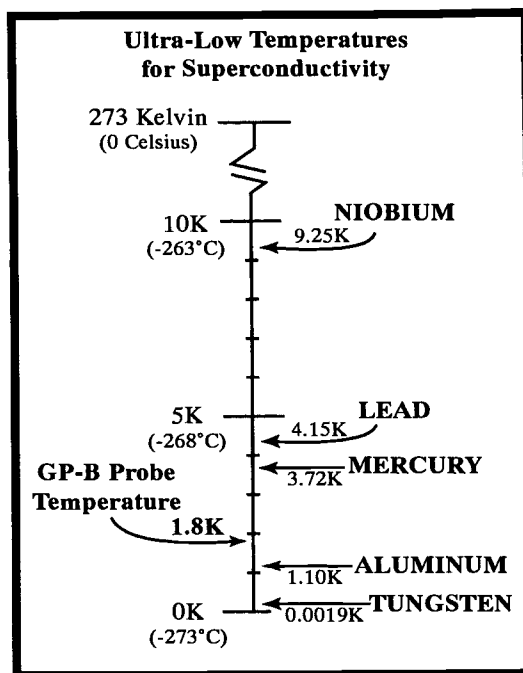 Ultra-Low Temperatures
for Superconductivity
273 Kelvin
(0 Celsius)
NIOBIUM
10K
9.25K
(-263°C)
LEAD
5K
4.15K
(-268°C)
MERCURY
3.72K
GP-B Probe
Temperature
1.8K
ALUMINUM
1.10K
TUNGSTEN
0K
0.0019K
(-273°C)